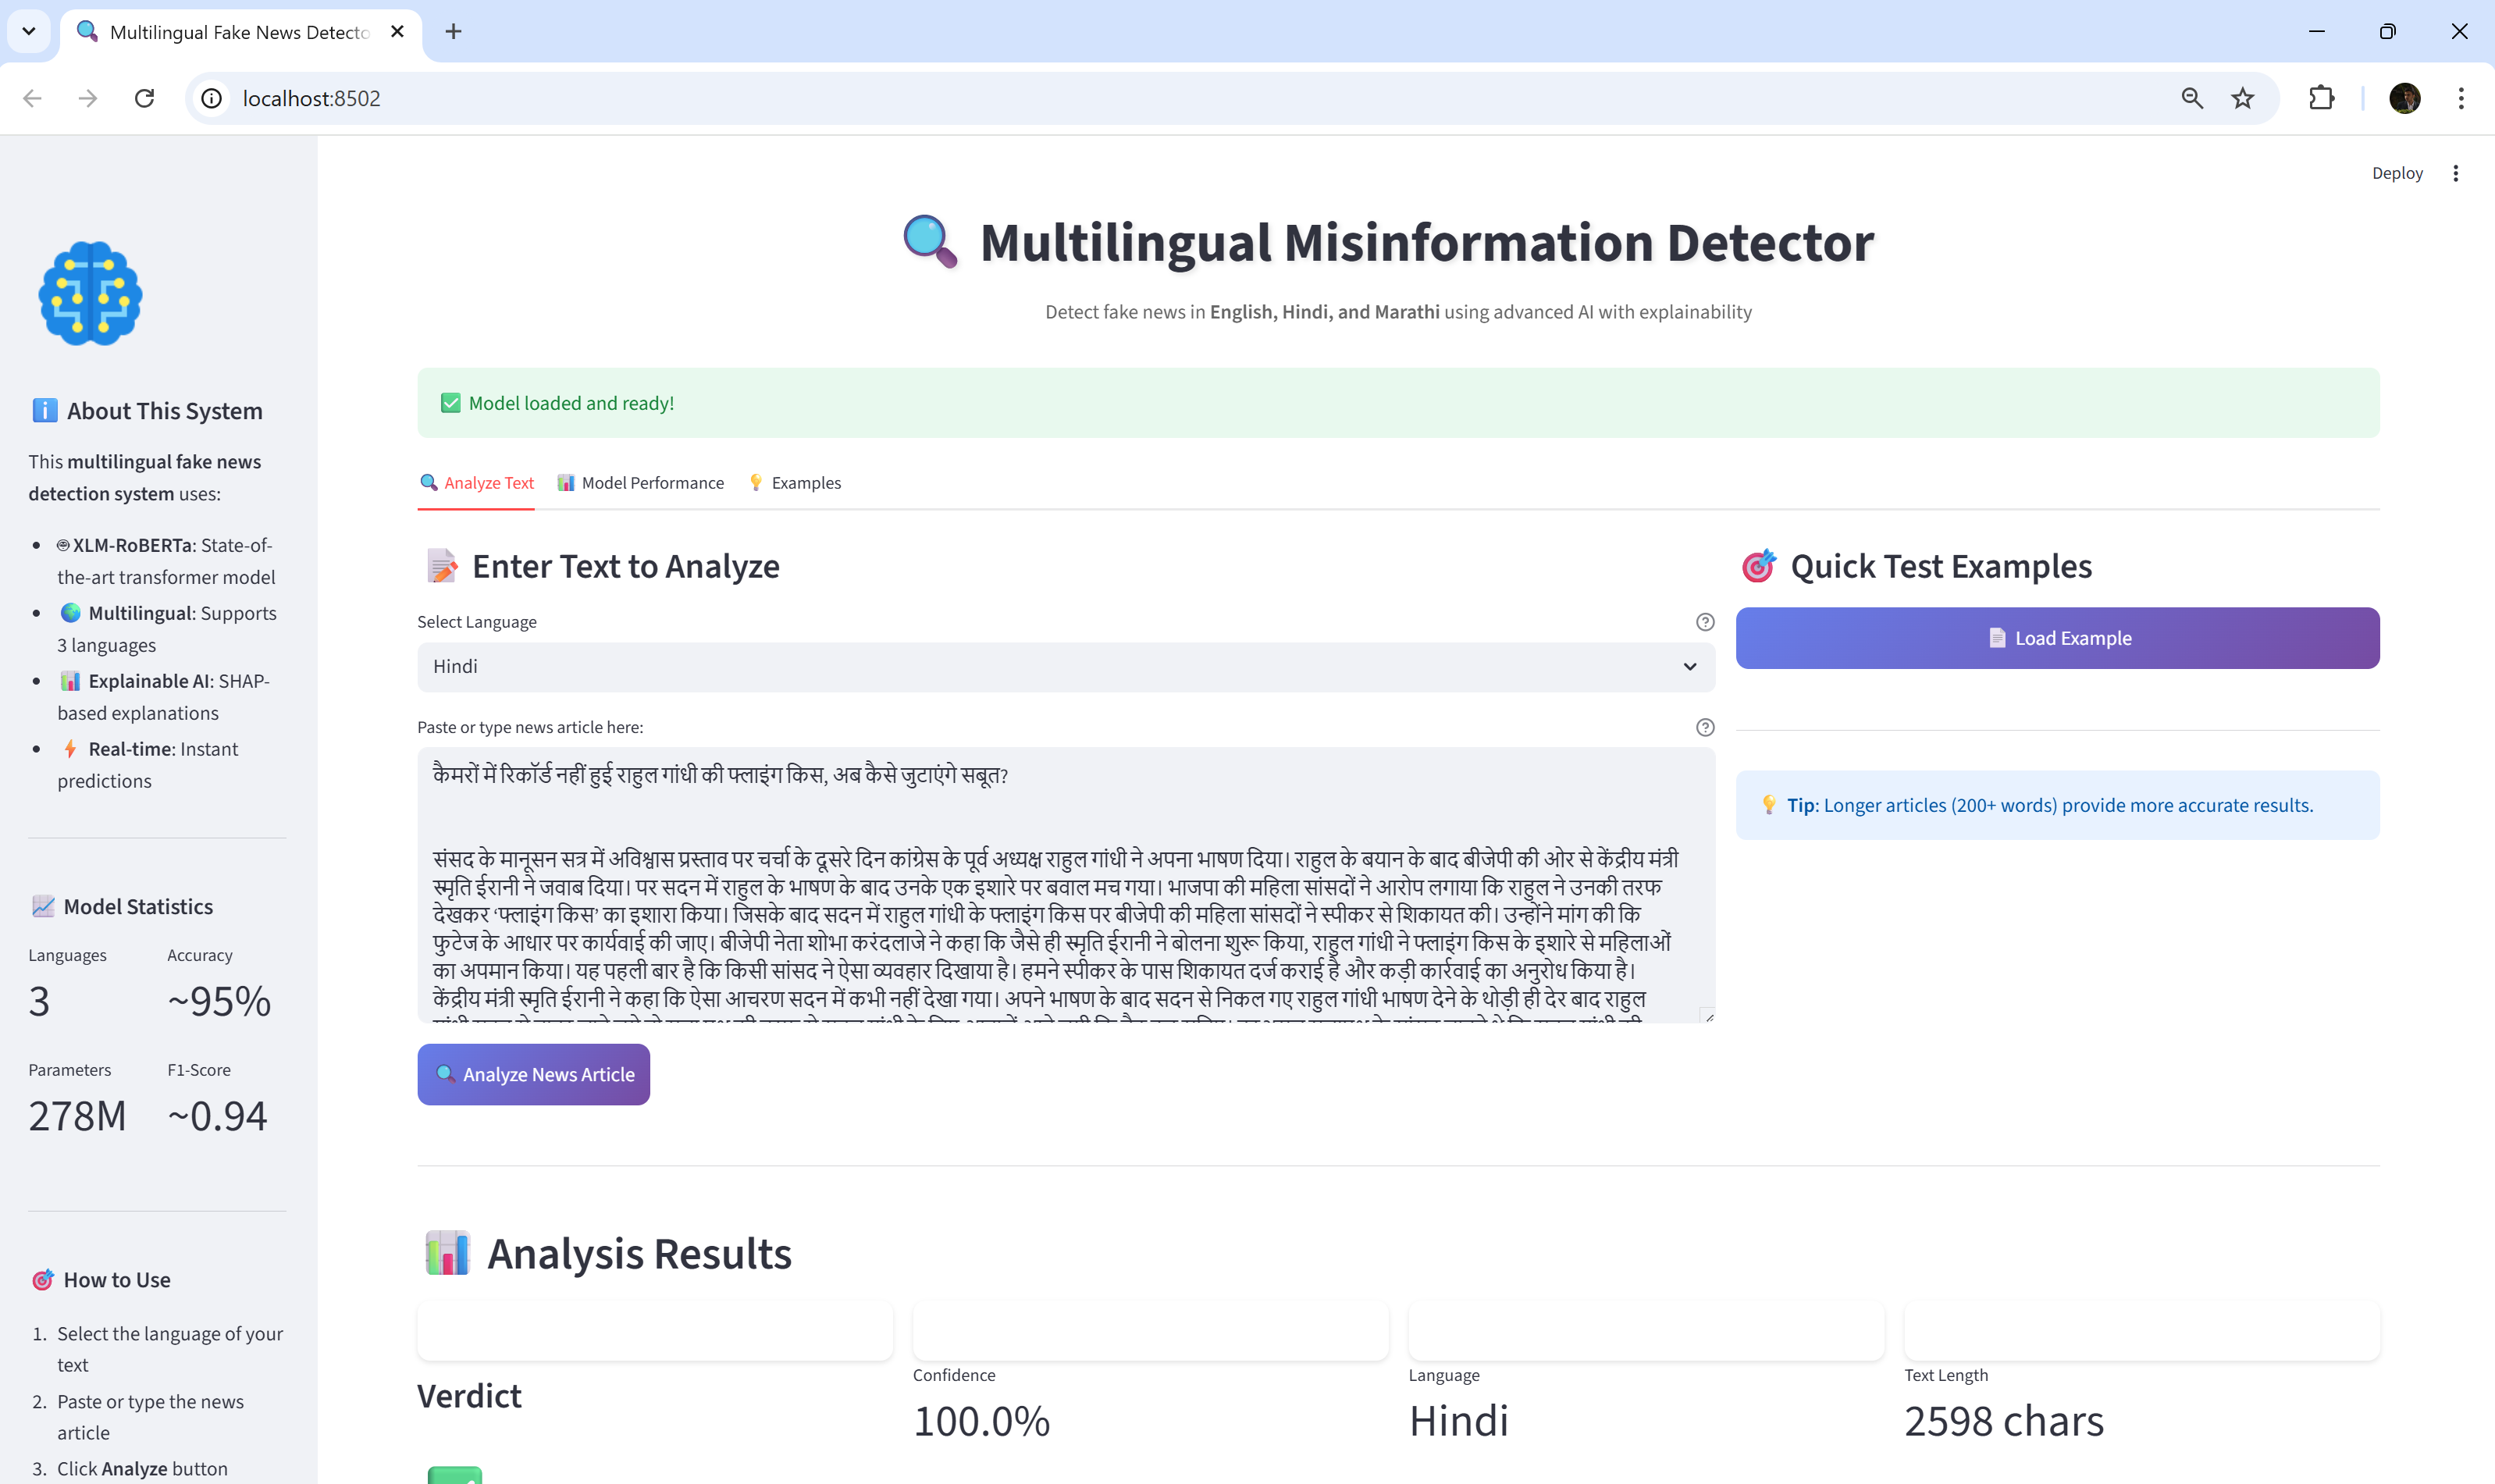 Multilingual Fake News Detecto
localhost:8502
Deploy
Multilingual Misinformation Detector
Detect fake news in English, Hindi, and Marathi using advanced AI with explainability
Model loaded and ready!
Analyze Text
Model Performance
Examples
About This System
This multilingual fake news
detection system uses:
XLM-RoBERTa: State-of-
the-art transformer model
Multilingual: Supports
3 languages
Explainable AI: SHAP-
based explanations
Real-time: Instant
predictions
Model Statistics
Languages
3
Accuracy
~95%
Parameters
278M
F1-Score
~0.94
How to Use
1. Select the language of your
text
2. Paste or type the news
article
3. Click Analyze button
Enter Text to Analyze
Select Language
Hindi
Paste or type news article here:
कैमरों में रिकॉर्ड नहीं हुई राहुल गांधी की फ्लाइंग किस, अब कैसे जुटाएंगे सबूत?
संसद के मानूसन सत्र में अविश्वास प्रस्ताव पर चर्चा के दूसरे दिन कांग्रेस के पूर्व अध्यक्ष राहुल गांधी ने अपना भाषण दिया। राहुल के बयान के बाद बीजेपी की ओर से केंद्रीय मंत्री
स्मृति ईरानी ने जवाब दिया। पर सदन में राहुल के भाषण के बाद उनके एक इशारे पर बवाल मच गया। भाजपा की महिला सांसदों ने आरोप लगाया कि राहुल ने उनकी तरफ
देखकर ‘फ्लाइंग किस’ का इशारा किया। जिसके बाद सदन में राहुल गांधी के फ्लाइंग किस पर बीजेपी की महिला सांसदों ने स्पीकर से शिकायत की। उन्होंने मांग की कि
फुटेज के आधार पर कार्यवाई की जाए। बीजेपी नेता शोभा करंदलाजे ने कहा कि जैसे ही स्मृति ईरानी ने बोलना शुरू किया, राहुल गांधी ने फ्लाइंग किस के इशारे से महिलाओं
का अपमान किया। यह पहली बार है कि किसी सांसद ने ऐसा व्यवहार दिखाया है। हमने स्पीकर के पास शिकायत दर्ज कराई है और कड़ी कार्रवाई का अनुरोध किया है।
केंद्रीय मंत्री स्मृति ईरानी ने कहा कि ऐसा आचरण सदन में कभी नहीं देखा गया। अपने भाषण के बाद सदन से निकल गए राहुल गांधी भाषण देने के थोड़ी ही देर बाद राहुल
Analyze News Article
Quick Test Examples
Load Example
Tip: Longer articles (200+ words) provide more accurate results.
Analysis Results
Verdict
Confidence
100.0%
Language
Hindi
Text Length
2598 chars